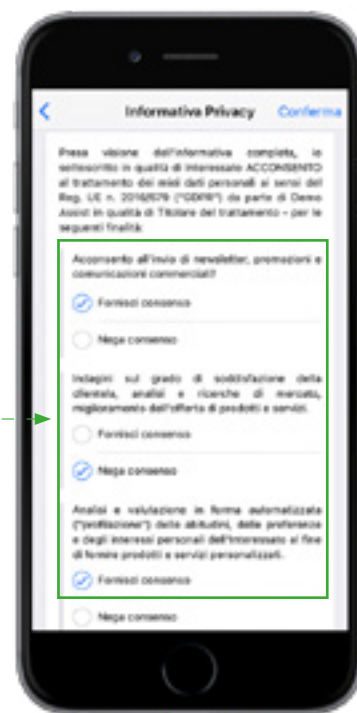 Informativa Privacy Conferma
Presa visione dell'informativa completa, io
sottoscritto in qualità di interessato ACCONSENTO
al trattamento dei miei dati personali ai sensi del
Reg. UE n. 2016/679 ("GDPR") da parte di Demo
Assist in qualità di Titolare del trattamento – per le
seguenti finalità:
Acconsento all'invio di newsletter, promozioni e
comunicazioni commerciali?
Fornisci consenso
Nega consenso
Indagini sul grado di soddisfazione della
clientela, analisi e ricerche di mercato,
miglioramento dell'offerta di prodotti e servizi.
Fornisci consenso
Nega consenso
Analisi e valutazione in forma automatizzata
("profilazione") delle abitudini, delle preferenze
e degli interessi personali dell'Interessato al fine
di fornire prodotti e servizi personalizzati.
Fornisci consenso
Nega consenso